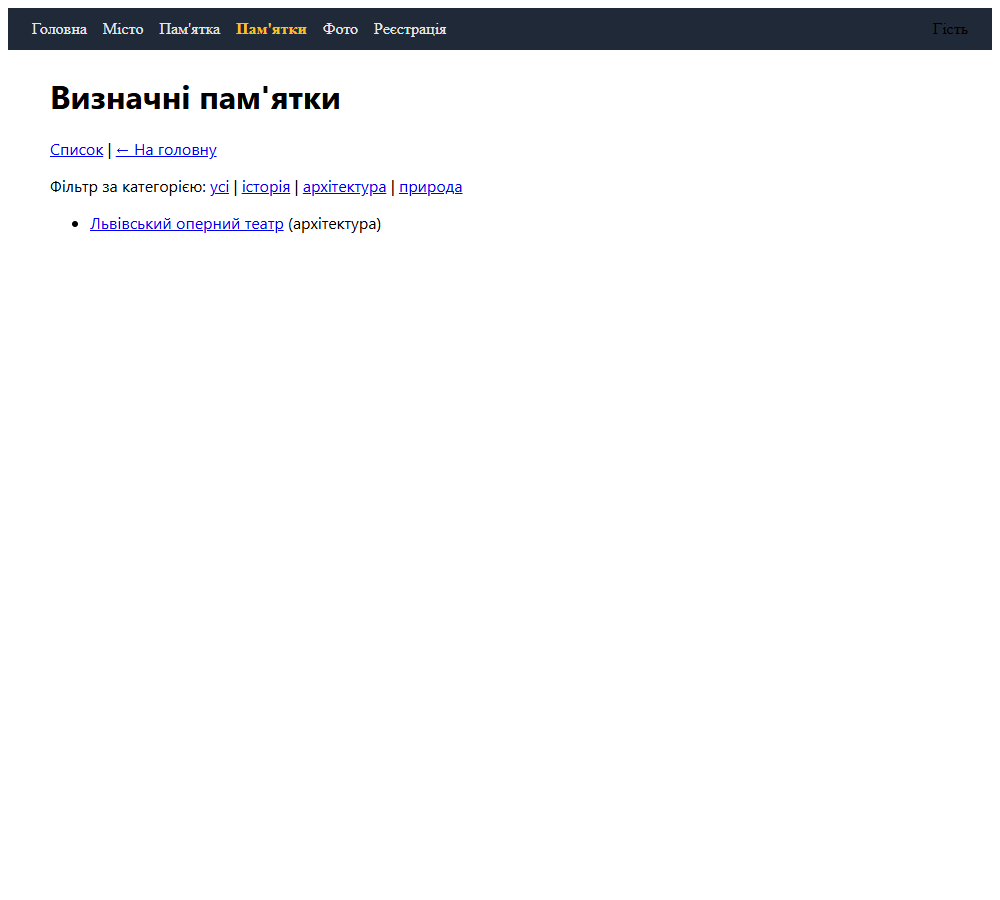 Головна Місто Пам'ятка Пам'ятки Фото Реєстрація Гість
Визначні пам'ятки
Список | ← На головну
Фільтр за категорією: усі | історія | архітектура | природа
• Львівський оперний театр (архітектура)